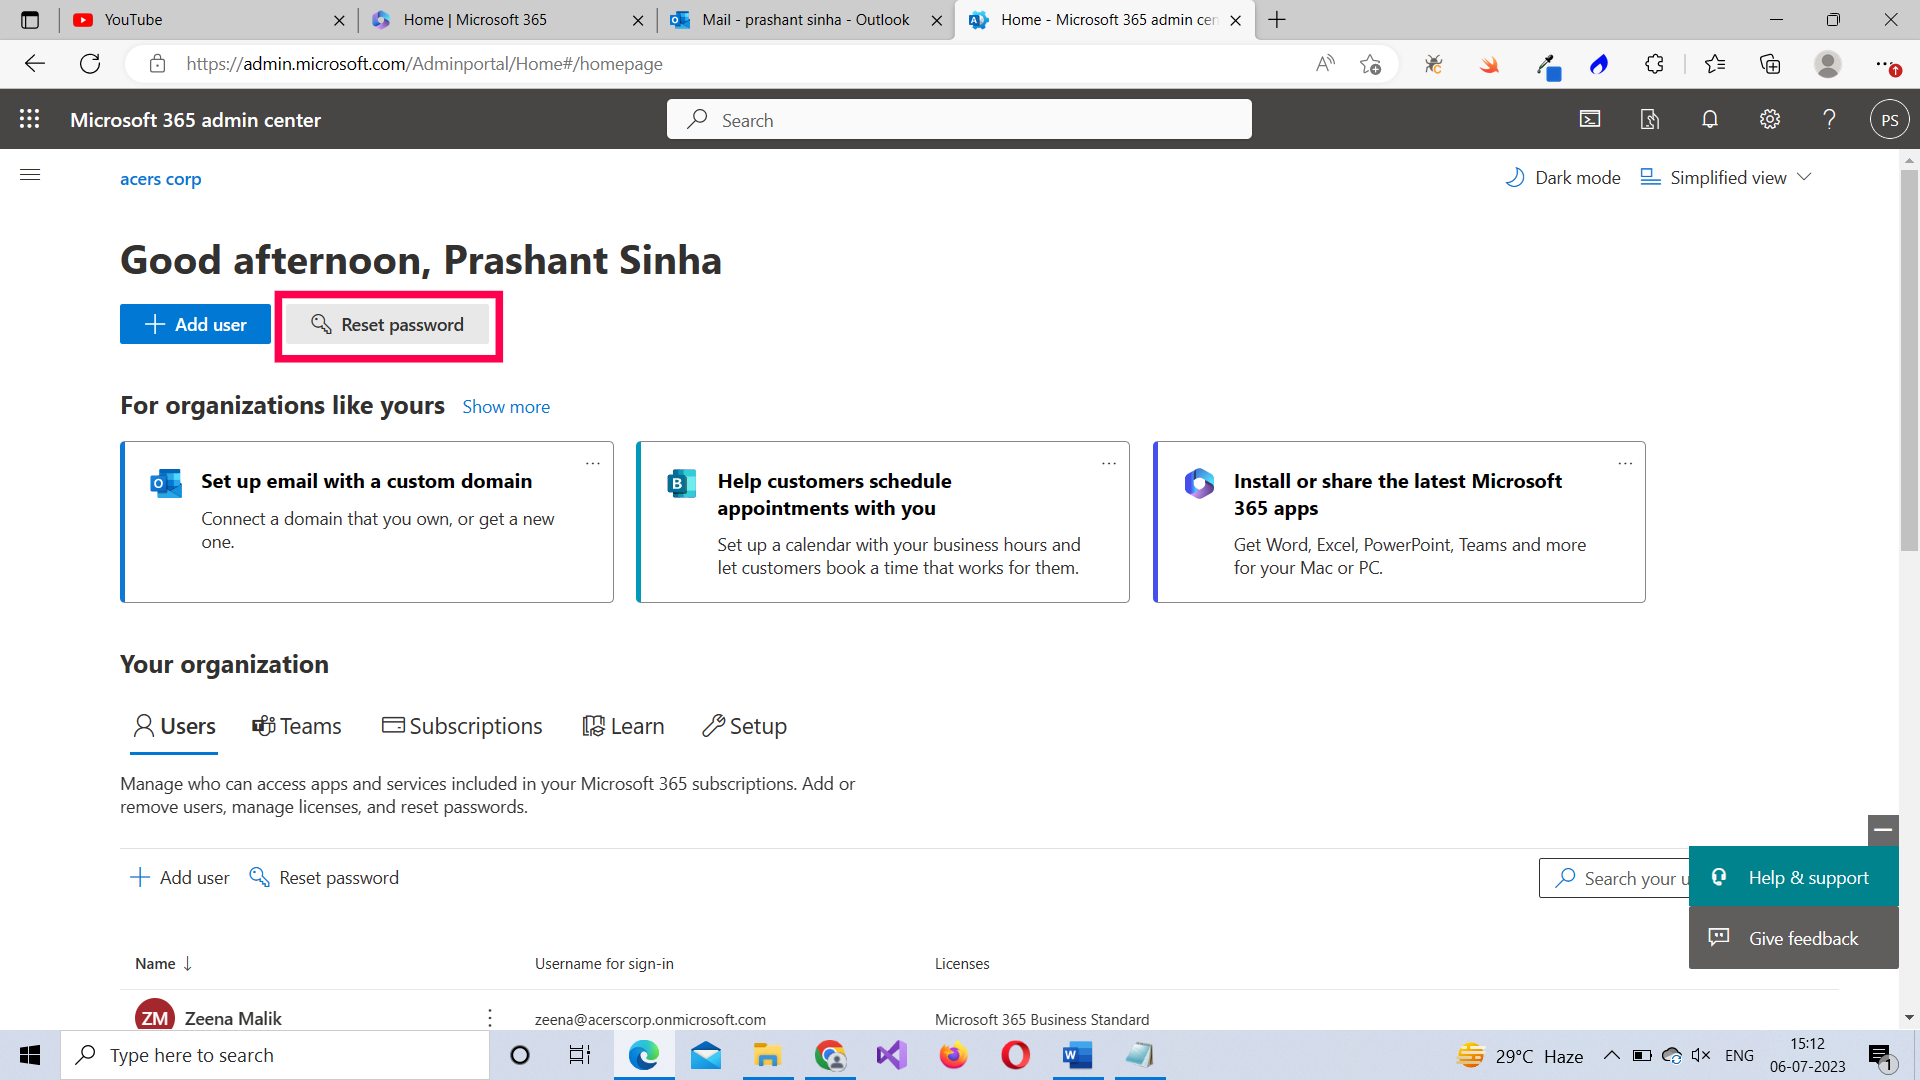 YouTube
Home | Microsoft 365
Mail - prashant sinha - Outlook
Home - Microsoft 365 admin cen
https://admin.microsoft.com/Adminportal/Home#/homepage
Microsoft 365 admin center
Search
PS
acers corp
Dark mode
Simplified view
Good afternoon, Prashant Sinha
Add user
Reset password
For organizations like yours
Show more
Set up email with a custom domain
Connect a domain that you own, or get a new
one.
Help customers schedule
appointments with you
Set up a calendar with your business hours and
let customers book a time that works for them.
Install or share the latest Microsoft
365 apps
Get Word, Excel, PowerPoint, Teams and more
for your Mac or PC.
Your organization
Users
Teams
Subscriptions
Learn
Setup
Manage who can access apps and services included in your Microsoft 365 subscriptions. Add or
remove users, manage licenses, and reset passwords.
Add user
Reset password
Search your u
Help & support
Give feedback
Name ↓
Username for sign-in
Licenses
ZM
Zeena Malik
zeena@acerscorp.onmicrosoft.com
Microsoft 365 Business Standard
Type here to search
29°C Haze
ENG
15:12
06-07-2023
1